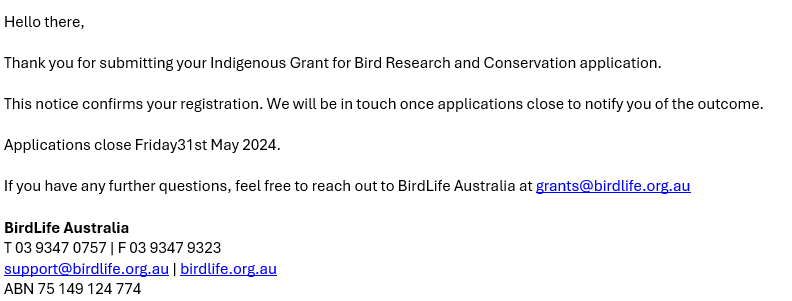 Hello there,
Thank you for submitting your Indigenous Grant for Bird Research and Conservation application.
This notice confirms your registration. We will be in touch once applications close to notify you of the outcome.
Applications close Friday31st May 2024.
If you have any further questions, feel free to reach out to BirdLife Australia at grants@birdlife.org.au
BirdLife Australia
T 03 9347 0757 | F 03 9347 9323
support@birdlife.org.au | birdlife.org.au
ABN 75 149 124 774